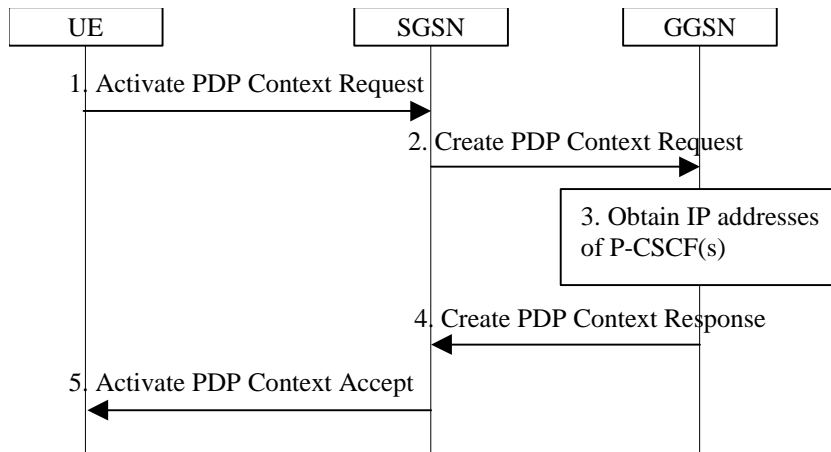 UE
SGSN
GGSN
1. Activate PDP Context Request
2. Create PDP Context Request
3. Obtain IP addresses
of P-CSCF(s)
4. Create PDP Context Response
5. Activate PDP Context Accept